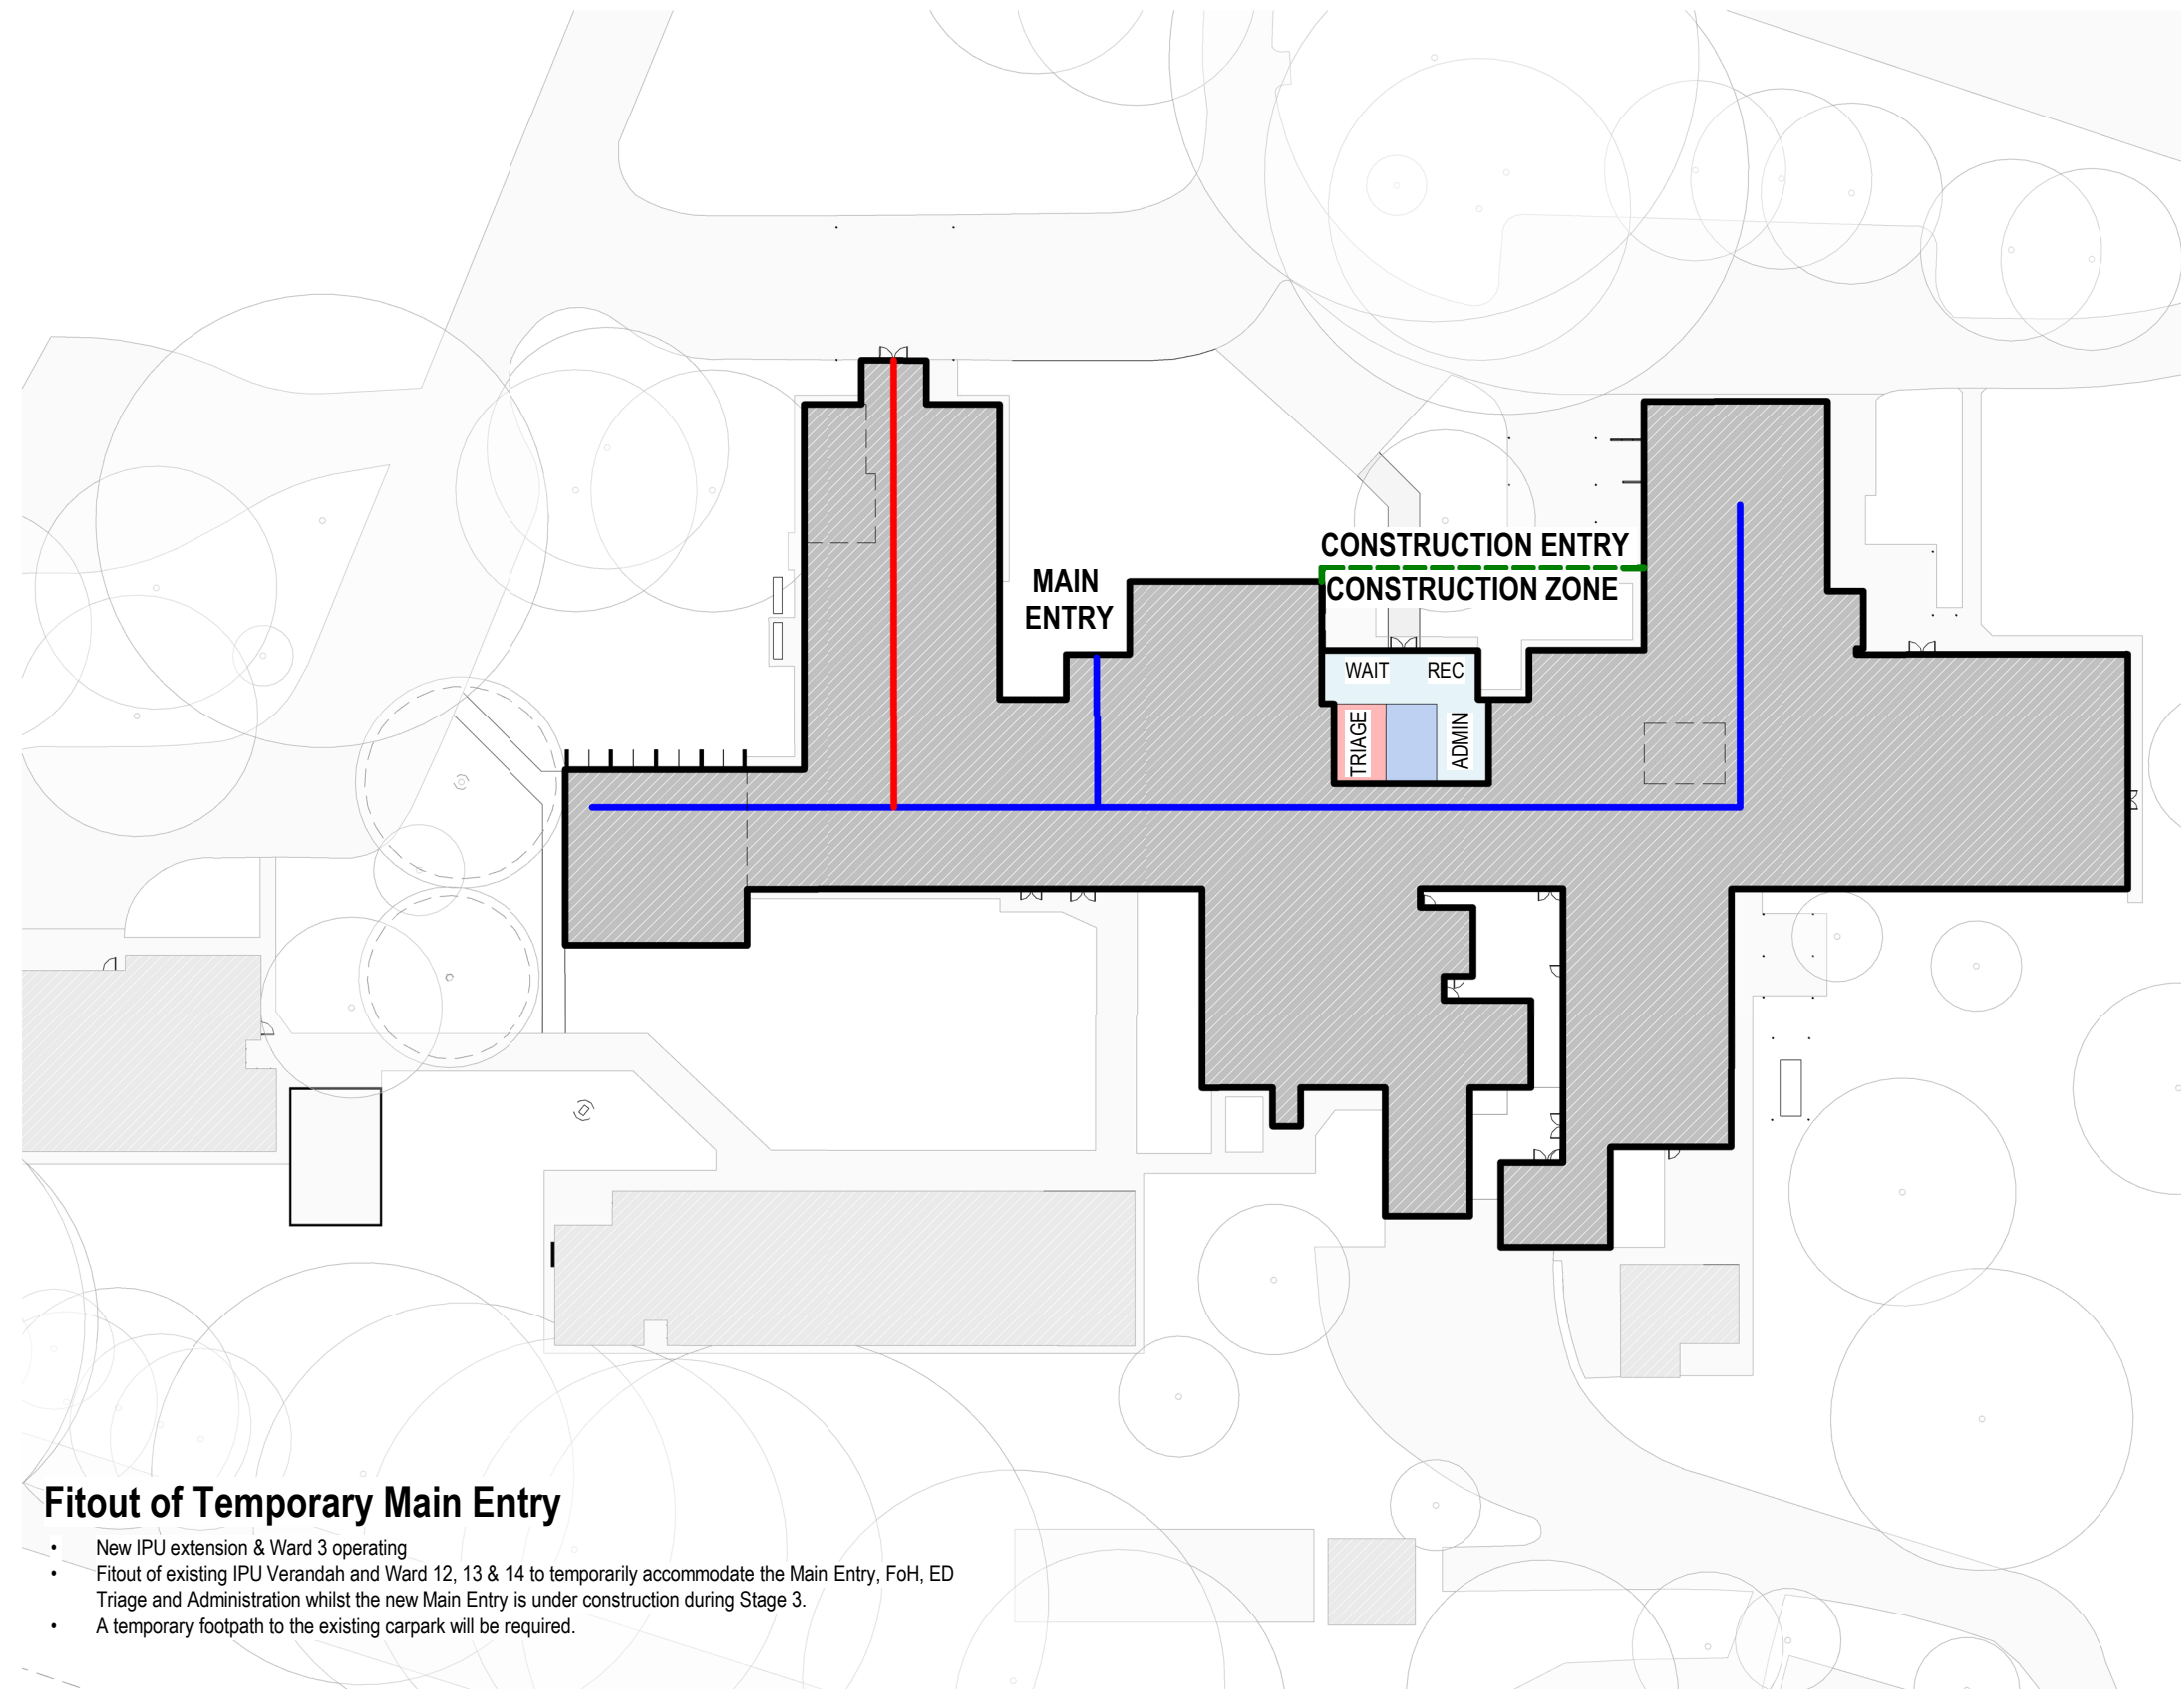 CONSTRUCTION ENTRY
MAIN
ENTRY
CONSTRUCTION ZONE
WAIT REC
TRIAGE
ADMIN
Fitout of Temporary Main Entry
• New IPU extension & Ward 3 operating
• Fitout of existing IPU Verandah and Ward 12, 13 & 14 to temporarily accommodate the Main Entry, FoH, ED
Triage and Administration whilst the new Main Entry is under construction during Stage 3.
• A temporary footpath to the existing carpark will be required.